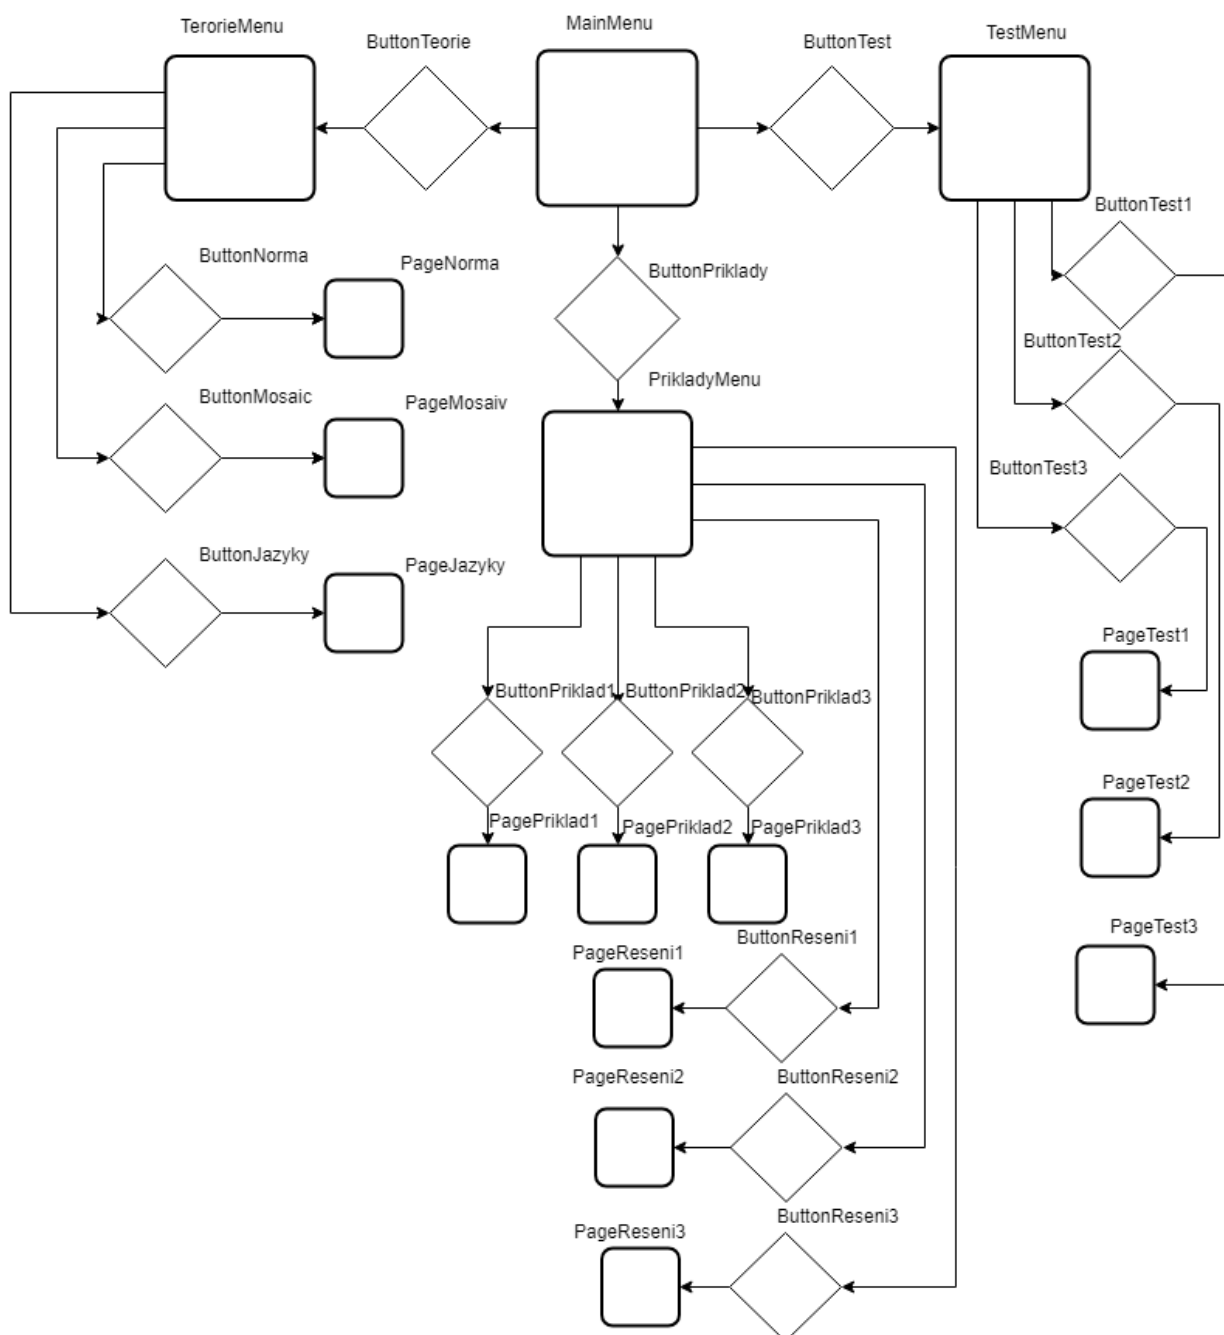 TerorieMenu
ButtonTeorie
MainMenu
ButtonTest
TestMenu
ButtonTest1
ButtonNorma
PageNorma
ButtonPriklady
ButtonTest2
PrikladyMenu
ButtonMosaic
PageMosaiv
ButtonTest3
ButtonJazyky
PageJazyky
PageTest1
ButtonPriklad1
ButtonPriklad2
ButtonPriklad3
PageTest2
PagePriklad1
PagePriklad2
PagePriklad3
PageTest3
ButtonReseni1
PageReseni1
PageReseni2
ButtonReseni2
ButtonReseni3
PageReseni3